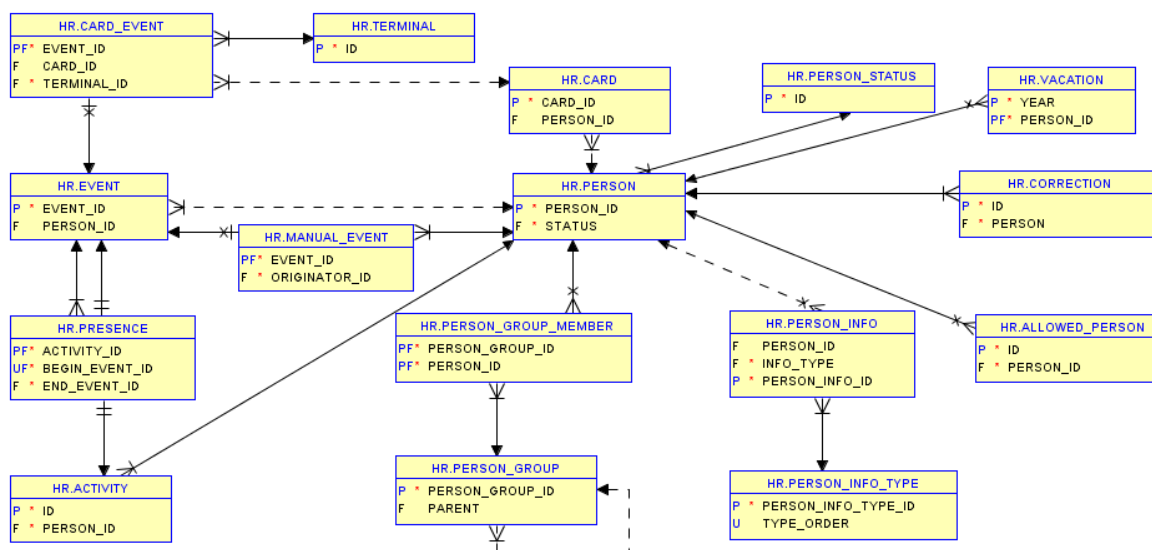 HR.CARD_EVENT
PF* EVENT_ID
F CARD_ID
F * TERMINAL_ID
HR.TERMINAL
P * ID
HR.CARD
P * CARD_ID
F PERSON_ID
HR.PERSON_STATUS
P * ID
HR.VACATION
P * YEAR
PF* PERSON_ID
HR.EVENT
P * EVENT_ID
F PERSON_ID
HR.PERSON
P * PERSON_ID
F * STATUS
HR.CORRECTION
P * ID
F * PERSON
HR.MANUAL_EVENT
PF* EVENT_ID
F * ORIGINATOR_ID
HR.PRESENCE
PF* ACTIVITY_ID
UF* BEGIN_EVENT_ID
F * END_EVENT_ID
HR.PERSON_GROUP_MEMBER
PF* PERSON_GROUP_ID
PF* PERSON_ID
HR.PERSON_INFO
F PERSON_ID
F * INFO_TYPE
P * PERSON_INFO_ID
HR.ALLOWED_PERSON
P * ID
F * PERSON_ID
HR.ACTIVITY
P * ID
F * PERSON_ID
HR.PERSON_GROUP
P * PERSON_GROUP_ID
F PARENT
HR.PERSON_INFO_TYPE
P * PERSON_INFO_TYPE_ID
U TYPE_ORDER